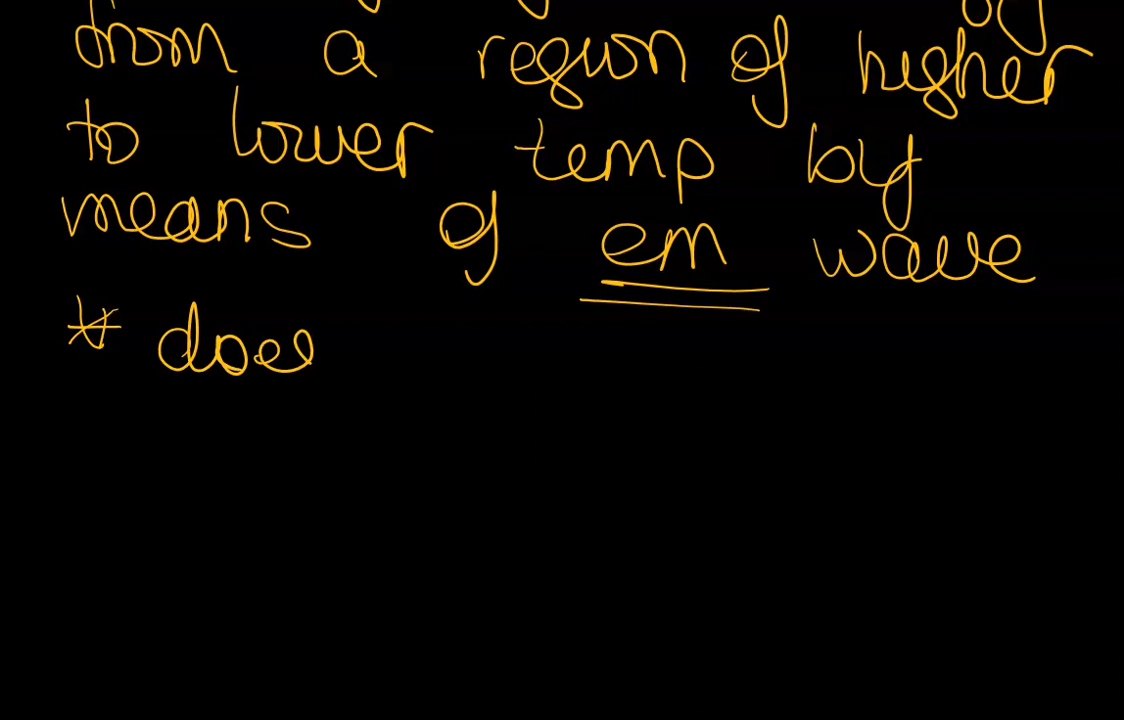 from a region of higher
to lower temp by
means of em wave
* does